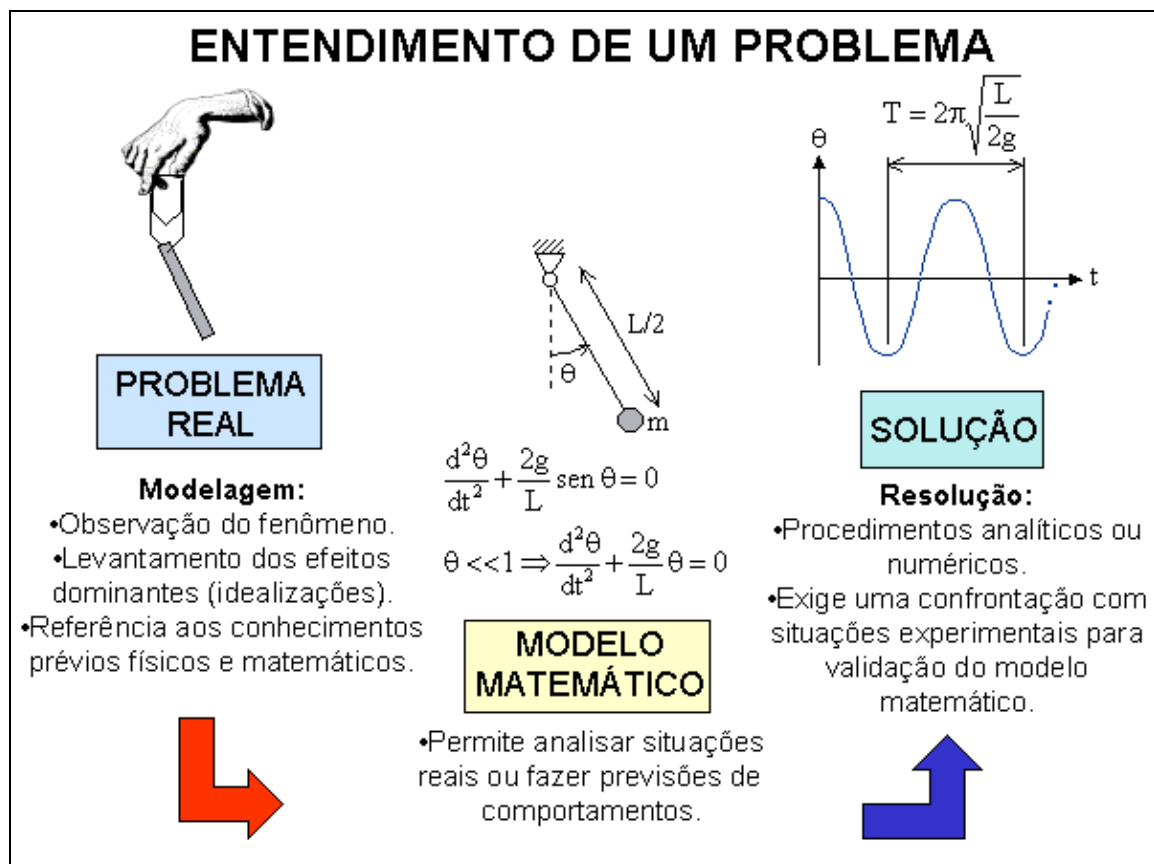 ENTENDIMENTO DE UM PROBLEMA
PROBLEMA
REAL
Modelagem:
•Observação do fenômeno.
•Levantamento dos efeitos
dominantes (idealizações).
•Referência aos conhecimentos
prévios físicos e matemáticos.
L/2
θ
m
d²θ/dt² + 2g/L sen θ = 0
θ <<1 ⇒ d²θ/dt² + 2g/L θ = 0
MODELO
MATEMÁTICO
•Permite analisar situações
reais ou fazer previsões de
comportamentos.
T = 2π√(L/2g)
θ
t
SOLUÇÃO
Resolução:
•Procedimentos analíticos ou
numéricos.
•Exige uma confrontação com
situações experimentais para
validação do modelo
matemático.